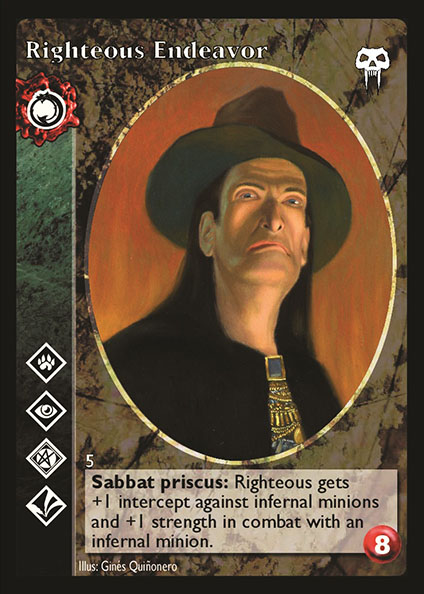 Righteous Endeavor
5
Sabbat priscus: Righteous gets
+1 intercept against infernal minions
and +1 strength in combat with an
infernal minion.
8
Illus: Ginés Quiñonero